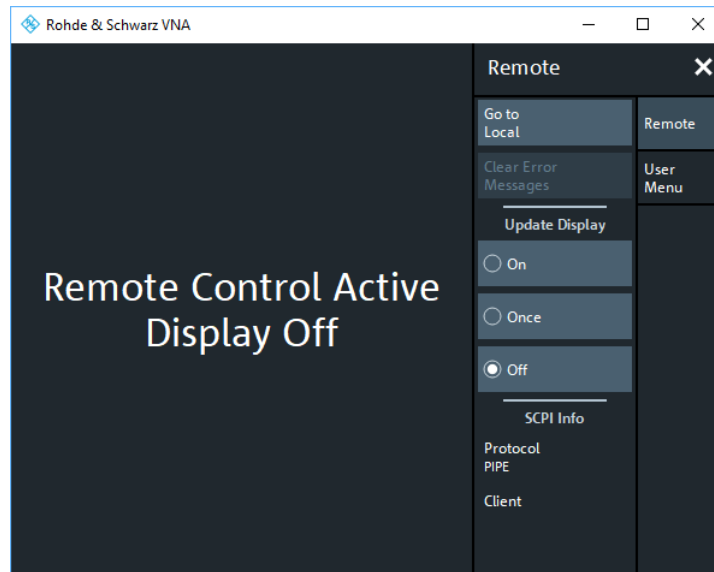 Rohde & Schwarz VNA
Remote Control Active
Display Off
Remote
Go to
Local
Clear Error
Messages
Update Display
On
Once
Off
SCPI Info
Protocol
PIPE
Client
Remote
User
Menu